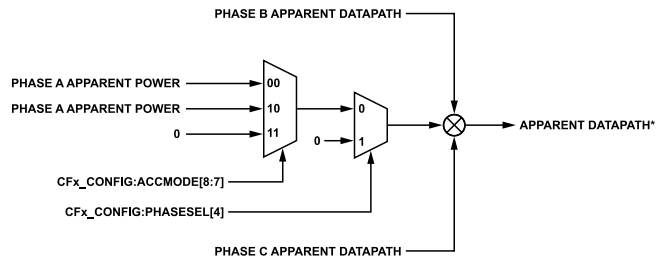 PHASE B APPARENT DATAPATH
PHASE A APPARENT POWER
00
PHASE A APPARENT POWER
10
0
0
11
0
1
APPARENT DATAPATH*
CFx_CONFIG:ACCMODE[8:7]
CFx_CONFIG:PHASESEL[4]
PHASE C APPARENT DATAPATH